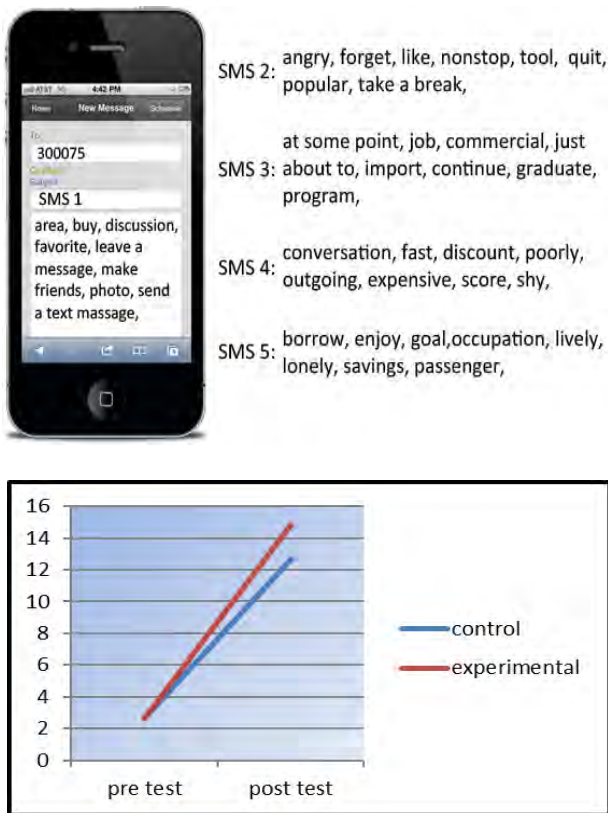 4:42 PM
Home New Message Schedule
To:
300075
Subject
SMS 1
area, buy, discussion,
favorite, leave a
message, make
friends, photo, send
a text massage,
SMS 2: angry, forget, like, nonstop, tool, quit,
popular, take a break,
SMS 3: at some point, job, commercial, just
about to, import, continue, graduate,
program,
SMS 4: conversation, fast, discount, poorly,
outgoing, expensive, score, shy,
SMS 5: borrow, enjoy, goal,occupation, lively,
lonely, savings, passenger,
16
14
12
10
8
6
4
2
0
pre test post test
control
experimental